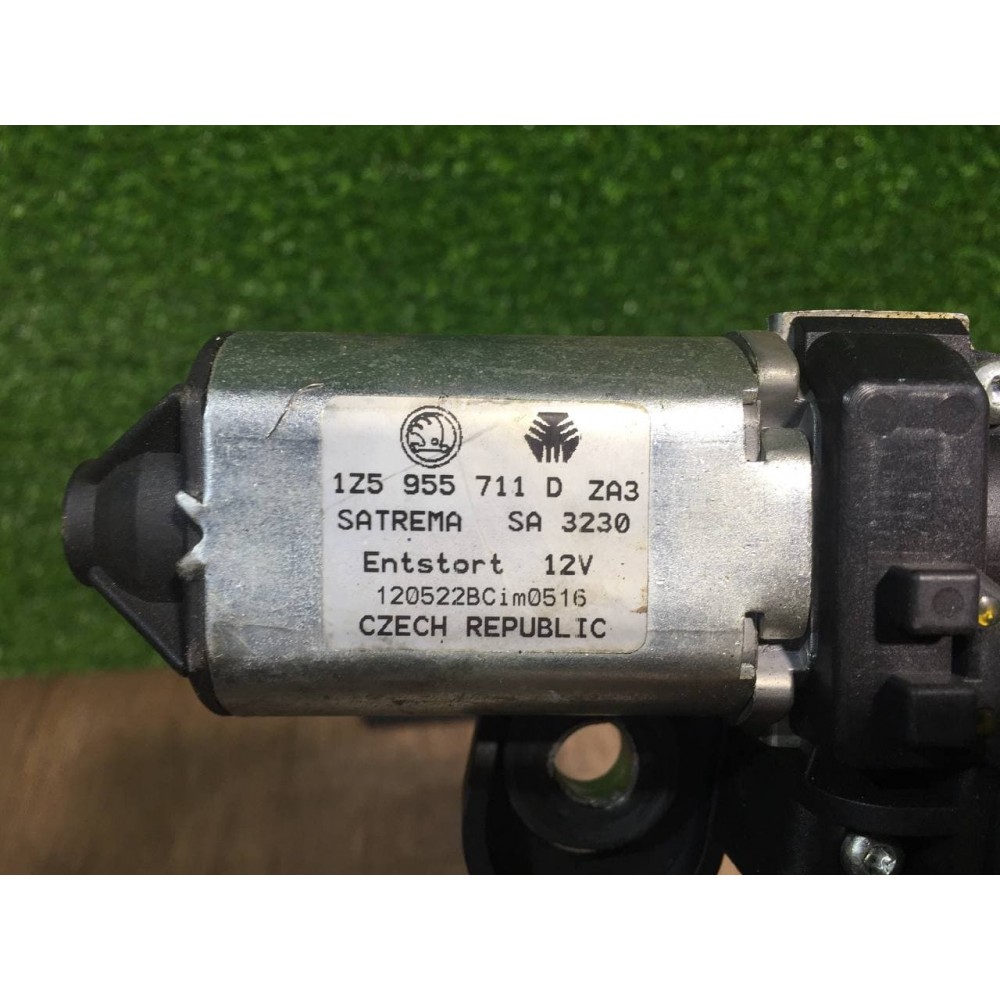 1Z5 955 711 D ZA3
SATREMA SA 3230
Entstort 12V
120522BCim0516
CZECH REPUBLIC